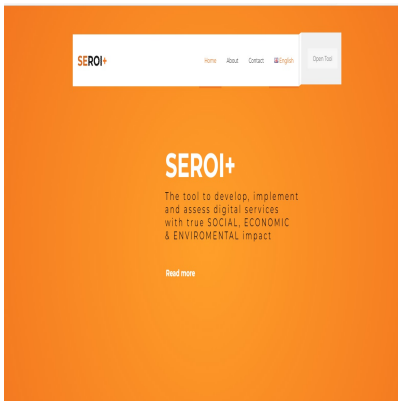 SEROI+
Home About Contact English Open Tool
SEROI+
The tool to develop, implement
and assess digital services
with true SOCIAL, ECONOMIC
& ENVIROMENTAL impact
Read more